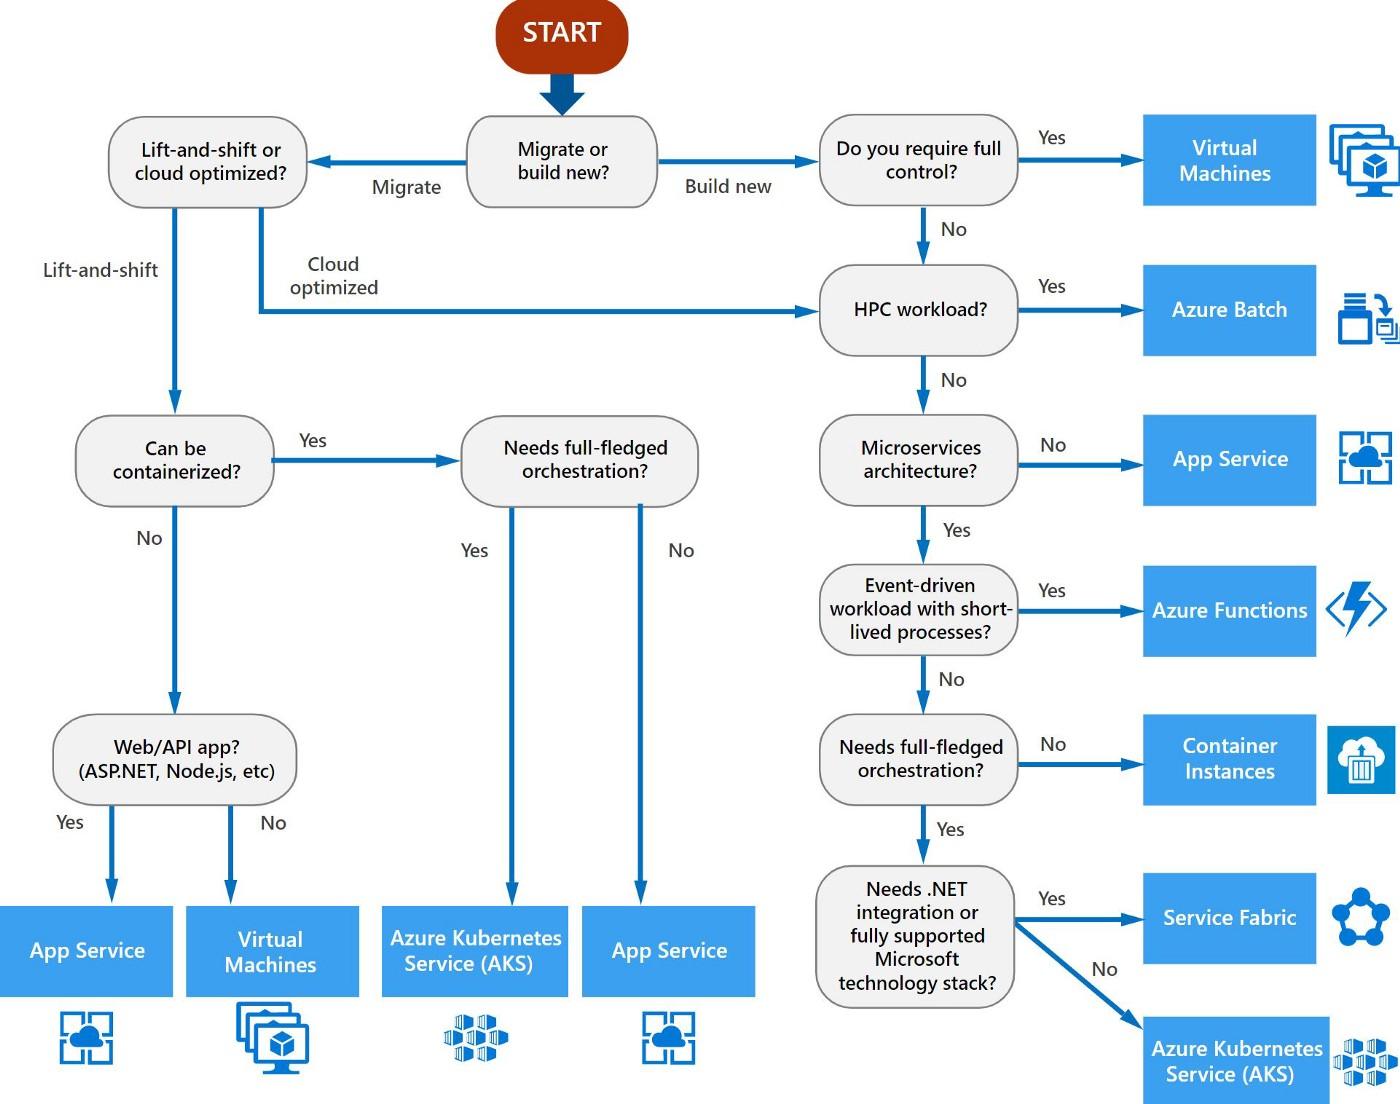 START
Lift-and-shift or
cloud optimized?
Migrate
Migrate or
build new?
Build new
Do you require full
control?
Yes
Virtual
Machines
No
Lift-and-shift
Cloud
optimized
HPC workload?
Yes
Azure Batch
No
Can be
containerized?
Yes
Needs full-fledged
orchestration?
Microservices
architecture?
No
App Service
No
Yes
No
Yes
Event-driven
workload with short-
lived processes?
Yes
Azure Functions
No
Web/API app?
(ASP.NET, Node.js, etc)
Needs full-fledged
orchestration?
No
Container
Instances
Yes
No
Yes
Needs .NET
integration or
fully supported
Microsoft
technology stack?
Yes
Service Fabric
No
App Service
Virtual
Machines
Azure Kubernetes
Service (AKS)
App Service
Azure Kubernetes
Service (AKS)